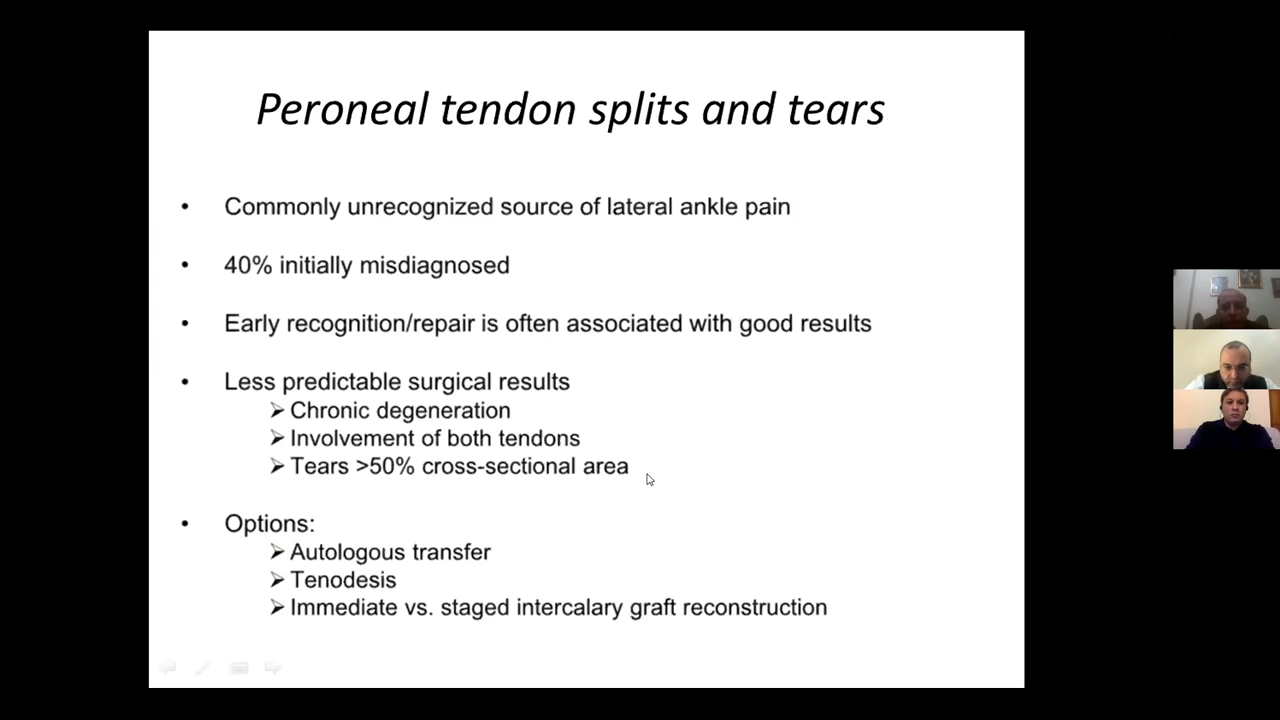 Peroneal tendon splits and tears
• Commonly unrecognized source of lateral ankle pain
• 40% initially misdiagnosed
• Early recognition/repair is often associated with good results
• Less predictable surgical results
➢ Chronic degeneration
➢ Involvement of both tendons
➢ Tears >50% cross-sectional area
• Options:
➢ Autologous transfer
➢ Tenodesis
➢ Immediate vs. staged intercalary graft reconstruction